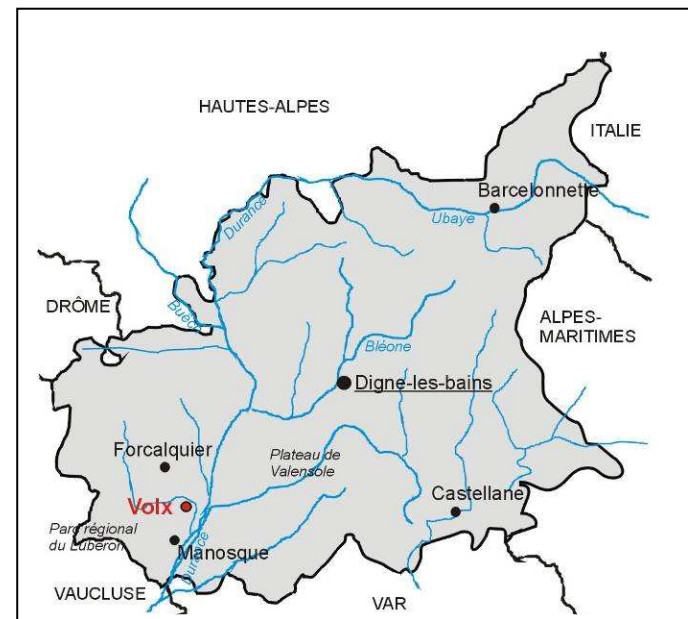 HAUTES-ALPES
ITALIE
Barcelonnette
Durance
Ubaye
DRÔME
Buëch
ALPES-
MARITIMES
Bléone
Digne-les-bains
Forcalquier
Plateau de
Valensole
Volx
Castellane
Parc régional
du Lubéron
Manosque
Durance
VAUCLUSE
VAR